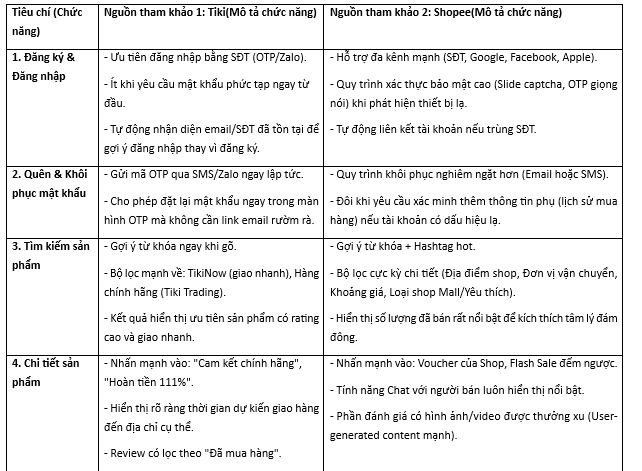 Tiêu chí (Chức năng)
Nguồn tham khảo 1: Tiki(Mô tả chức năng)
Nguồn tham khảo 2: Shopee(Mô tả chức năng)
1. Đăng ký & Đăng nhập
- Ưu tiên đăng nhập bằng SĐT (OTP/Zalo).
- Ít khi yêu cầu mật khẩu phức tạp ngay từ
đầu.
- Tự động nhận diện email/SĐT đã tồn tại để
gợi ý đăng nhập thay vì đăng ký.
- Hỗ trợ đa kênh mạnh (SĐT, Google, Facebook, Apple).
- Quy trình xác thực bảo mật cao (Slide captcha, OTP giọng
nói) khi phát hiện thiết bị lạ.
- Tự động liên kết tài khoản nếu trùng SĐT.
2. Quên & Khôi
phục mật khẩu
- Gửi mã OTP qua SMS/Zalo ngay lập tức.
- Cho phép đặt lại mật khẩu ngay trong màn
hình OTP mà không cần link email rườm rà.
- Quy trình khôi phục nghiêm ngặt hơn (Email hoặc SMS).
- Đôi khi yêu cầu xác minh thêm thông tin phụ (lịch sử mua
hàng) nếu tài khoản có dấu hiệu lạ.
3. Tìm kiếm sản
phẩm
- Gợi ý từ khóa ngay khi gõ.
- Bộ lọc mạnh về: TikiNow (giao nhanh), Hàng
chính hãng (Tiki Trading).
- Kết quả hiển thị ưu tiên sản phẩm có rating
cao và giao nhanh.
- Gợi ý từ khóa + Hashtag hot.
- Bộ lọc cực kỳ chi tiết (Địa điểm shop, Đơn vị vận chuyển,
Khoảng giá, Loại shop Mall/Yêu thích).
- Hiển thị số lượng đã bán rất nổi bật để kích thích tâm lý đám
đông.
4. Chi tiết sản
phẩm
- Nhấn mạnh vào: "Cam kết chính hãng",
"Hoàn tiền 111%".
- Hiển thị rõ ràng thời gian dự kiến giao hàng
đến địa chỉ cụ thể.
- Review có lọc theo "Đã mua hàng".
- Nhấn mạnh vào: Voucher của Shop, Flash Sale đếm ngược.
- Tính năng Chat với người bán luôn hiển thị nổi bật.
- Phần đánh giá có hình ảnh/video được thưởng xu (User-
generated content mạnh).